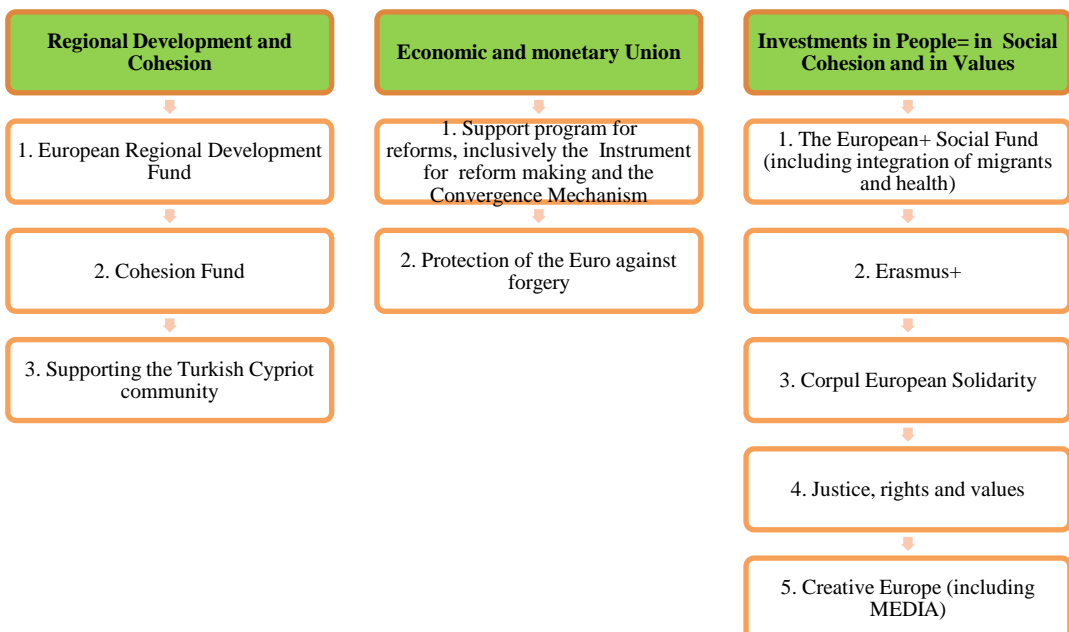 Regional Development and
Cohesion
1. European Regional Development
Fund
2. Cohesion Fund
3. Supporting the Turkish Cypriot
community
Economic and monetary Union
1. Support program for
reforms, inclusively the Instrument
for reform making and the
Convergence Mechanism
2. Protection of the Euro against
forgery
Investments in People= in Social
Cohesion and in Values
1. The European+ Social Fund
(including integration of migrants
and health)
2. Erasmus+
3. Corpul European Solidarity
4. Justice, rights and values
5. Creative Europe (including
MEDIA)